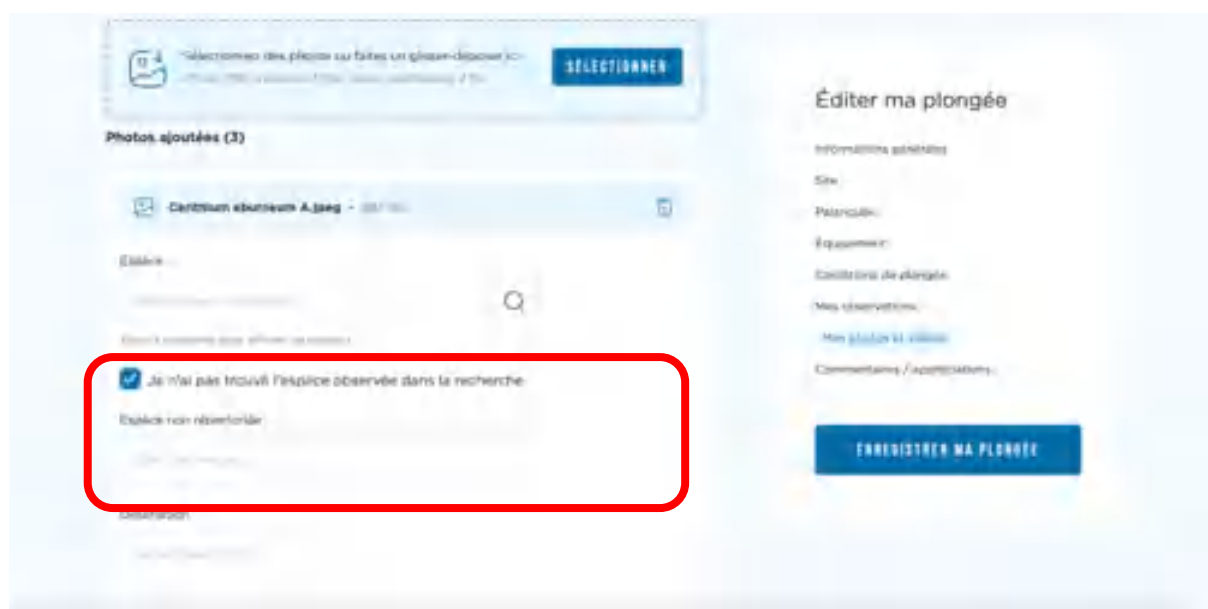 Sélectionnez des photos ou faites un glisser-déposer ici
SÉLECTIONNER
Photos ajoutées (3)
Cerithium eburneum A.jpeg -
Espèce
Je n'ai pas trouvé l'espèce observée dans la recherche
Espèce non répertoriée
Description
Éditer ma plongée
Informations générales
Site
Palanquée
Équipement
Conditions de plongée
Mes observations
Mes photos et vidéos
Commentaires / appréciations
ENREGISTRER MA PLONGÉE